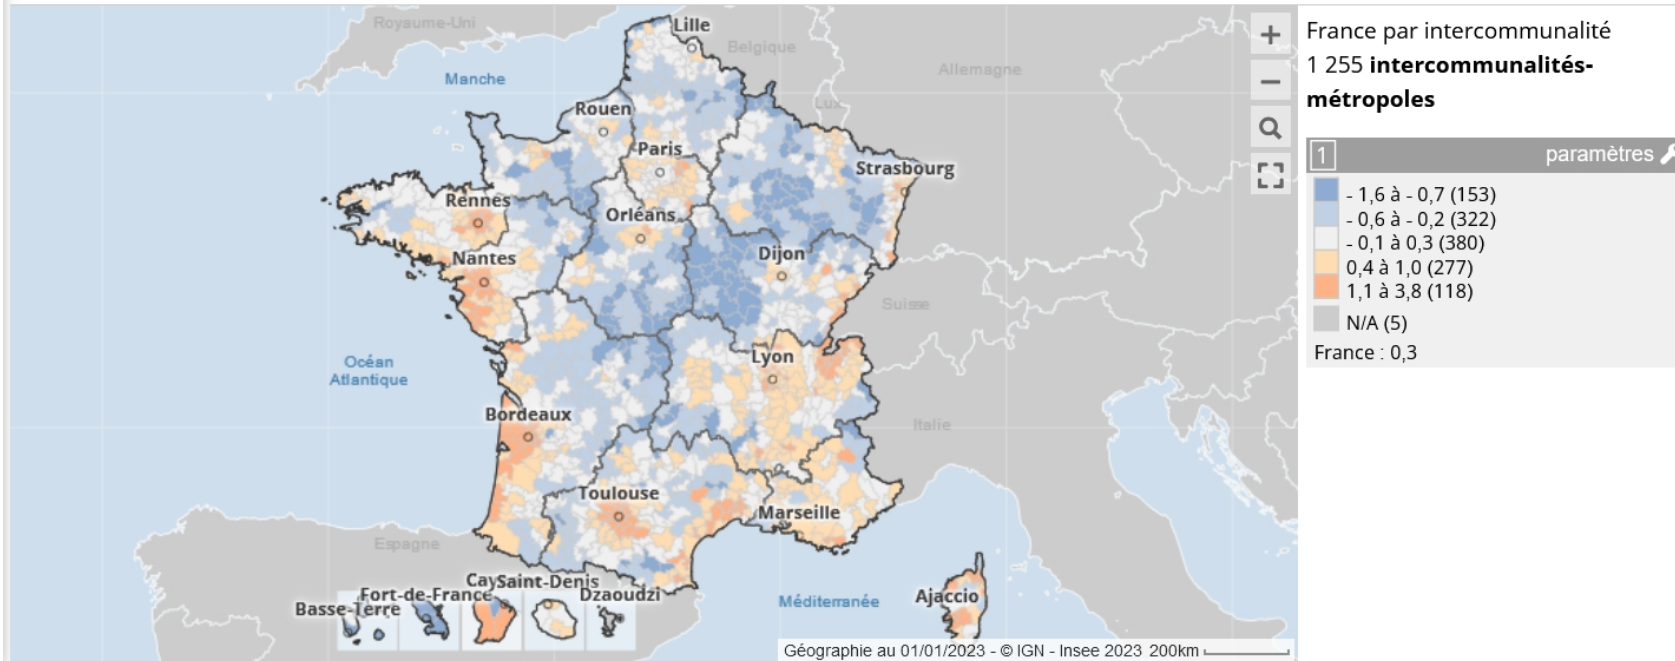 Royaume-Uni
Lille
Belgique
Manche
Allemagne
Rouen
Lux.
Paris
Strasbourg
Rennes
Orléans
Nantes
Dijon
Suisse
Océan
Atlantique
Lyon
Bordeaux
Italie
Toulouse
Marseille
Espagne
CaySaint-Denis
Fort-de-France
Dzaoudzi
Basse-Terre
Méditerranée
Ajaccio
Géographie au 01/01/2023 - © IGN - Insee 2023 200km
France par intercommunalité
1 255 intercommunalités-
métropoles
1 paramètres
- 1,6 à - 0,7 (153)
- 0,6 à - 0,2 (322)
- 0,1 à 0,3 (380)
0,4 à 1,0 (277)
1,1 à 3,8 (118)
N/A (5)
France : 0,3